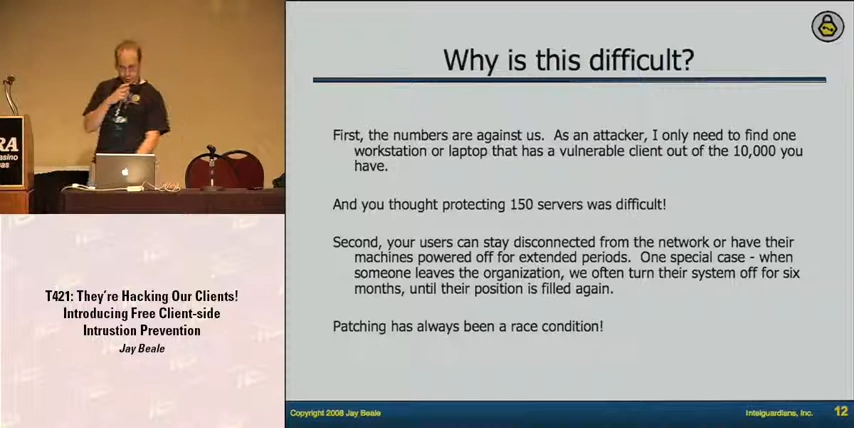 Why is this difficult?
First, the numbers are against us. As an attacker, I only need to find one
workstation or laptop that has a vulnerable client out of the 10,000 you
have.
And you thought protecting 150 servers was difficult!
Second, your users can stay disconnected from the network or have their
machines powered off for extended periods. One special case - when
someone leaves the organization, we often turn their system off for six
months, until their position is filled again.
Patching has always been a race condition!
T421: They're Hacking Our Clients!
Introducing Free Client-side
Intrustion Prevention
Jay Beale
Copyright 2008 Jay Beale
Intelguardians, Inc. 12